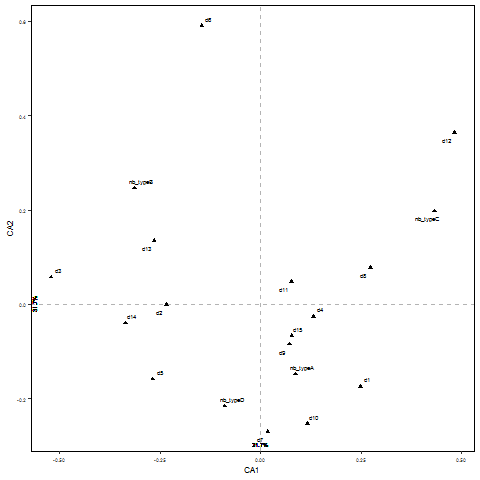 0.6
0.4
0.2
0.0
-0.2
CA2
-0.50
-0.25
0.00
0.25
0.50
CA1
d6
d12
nb_typeB
nb_typeC
d13
d3
d11
d2
d4
d14
d15
d9
nb_typeA
d1
nb_typeD
d10
d7